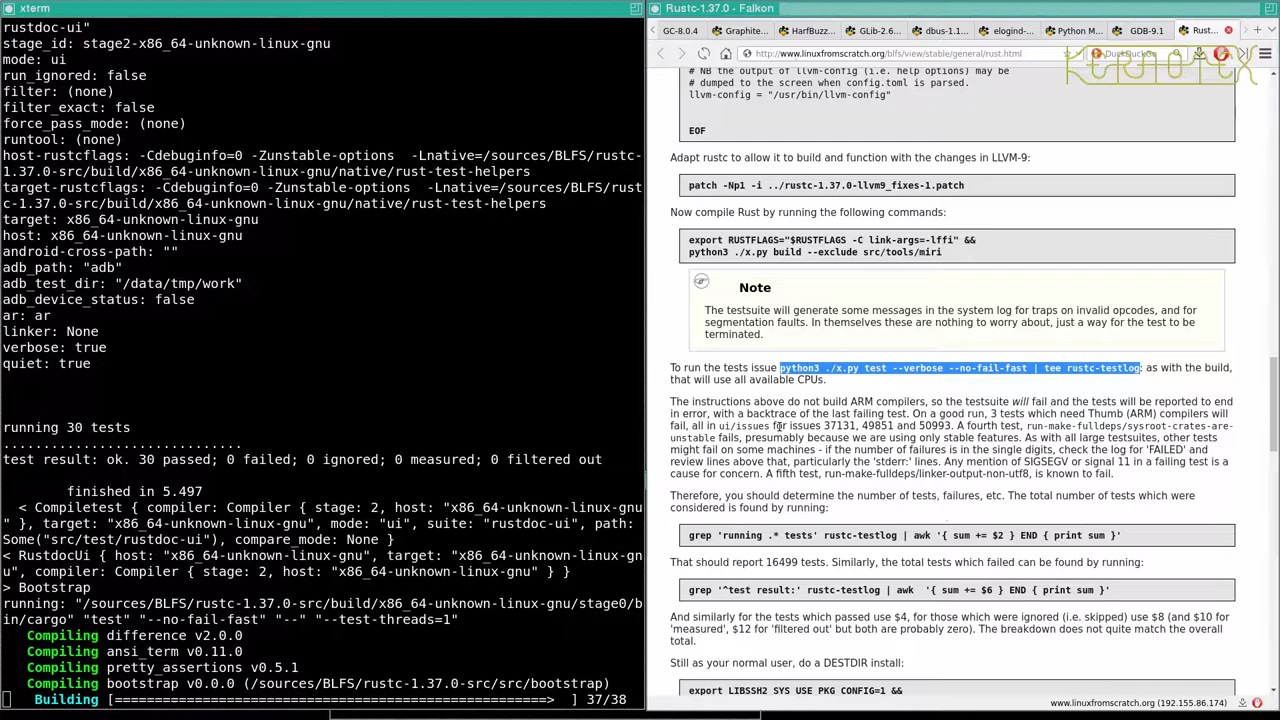 xterm
rustdoc-ui"
stage_id: stage2-x86_64-unknown-linux-gnu
mode: ui
run_ignored: false
filter: (none)
filter_exact: false
force_pass_mode: (none)
runtool: (none)
host-rustcflags: -Cdebuginfo=0 -Zunstable-options  -Lnative=/sources/BLFS/rustc-
1.37.0-src/build/x86_64-unknown-linux-gnu/native/rust-test-helpers
target-rustcflags: -Cdebuginfo=0 -Zunstable-options  -Lnative=/sources/BLFS/rust
c-1.37.0-src/build/x86_64-unknown-linux-gnu/native/rust-test-helpers
target: x86_64-unknown-linux-gnu
host: x86_64-unknown-linux-gnu
android-cross-path: ""
adb_path: "adb"
adb_test_dir: "/data/tmp/work"
adb_device_status: false
ar: ar
linker: None
verbose: true
quiet: true
running 30 tests
..............................
test result: ok. 30 passed; 0 failed; 0 ignored; 0 measured; 0 filtered out
finished in 5.497
< Compiletest { compiler: Compiler { stage: 2, host: "x86_64-unknown-linux-gnu
" }, target: "x86_64-unknown-linux-gnu", mode: "ui", suite: "rustdoc-ui", path:
Some("src/test/rustdoc-ui"), compare_mode: None }
< RustdocUi { host: "x86_64-unknown-linux-gnu", target: "x86_64-unknown-linux-gn
u", compiler: Compiler { stage: 2, host: "x86_64-unknown-linux-gnu" } }
> Bootstrap
running: "/sources/BLFS/rustc-1.37.0-src/build/x86_64-unknown-linux-gnu/stage0/b
in/cargo" "test" "--no-fail-fast" "--" "--test-threads=1"
Compiling difference v2.0.0
Compiling ansi_term v0.11.0
Compiling pretty_assertions v0.5.1
Compiling bootstrap v0.0.0 (/sources/BLFS/rustc-1.37.0-src/src/bootstrap)
Building [======================================================>   ] 37/38
Rustc-1.37.0 - Falkon
GC-8.0.4 Graphite... HarfBuzz... GLib-2.6... dbus-1.1... elogind-... Python M... GDB-9.1 Rust...
http://www.linuxfromscratch.org/blfs/view/stable/general/rust.html DuckDuckGo
KERNOTEX
# NB the output of llvm-config (i.e. help options) may be
# dumped to the screen when config.toml is parsed.
llvm-config = "/usr/bin/llvm-config"
EOF
Adapt rustc to allow it to build and function with the changes in LLVM-9:
patch -Np1 -i ../rustc-1.37.0-llvm9_fixes-1.patch
Now compile Rust by running the following commands:
export RUSTFLAGS="$RUSTFLAGS -C link-args=-lffi" &&
python3 ./x.py build --exclude src/tools/miri
Note
The testsuite will generate some messages in the system log for traps on invalid opcodes, and for
segmentation faults. In themselves these are nothing to worry about, just a way for the test to be
terminated.
To run the tests issue python3 ./x.py test --verbose --no-fail-fast | tee rustc-testlog: as with the build,
that will use all available CPUs.
The instructions above do not build ARM compilers, so the testsuite will fail and the tests will be reported to end
in error, with a backtrace of the last failing test. On a good run, 3 tests which need Thumb (ARM) compilers will
fail, all in ui/issues for issues 37131, 49851 and 50993. A fourth test, run-make-fulldeps/sysroot-crates-are-
unstable fails, presumably because we are using only stable features. As with all large testsuites, other tests
might fail on some machines - if the number of failures is in the single digits, check the log for 'FAILED' and
review lines above that, particularly the 'stderr:' lines. Any mention of SIGSEGV or signal 11 in a failing test is a
cause for concern. A fifth test, run-make-fulldeps/linker-output-non-utf8, is known to fail.
Therefore, you should determine the number of tests, failures, etc. The total number of tests which were
considered is found by running:
grep 'running .* tests' rustc-testlog | awk '{ sum += $2 } END { print sum }'
That should report 16499 tests. Similarly, the total tests which failed can be found by running:
grep '^test result:' rustc-testlog | awk  '{ sum += $6 } END { print sum }'
And similarly for the tests which passed use $4, for those which were ignored (i.e. skipped) use $8 (and $10 for
'measured', $12 for 'filtered out' but both are probably zero). The breakdown does not quite match the overall
total.
Still as your normal user, do a DESTDIR install:
export LIBSSH2_SYS_USE_PKG_CONFIG=1 &&
www.linuxfromscratch.org (192.155.86.174)